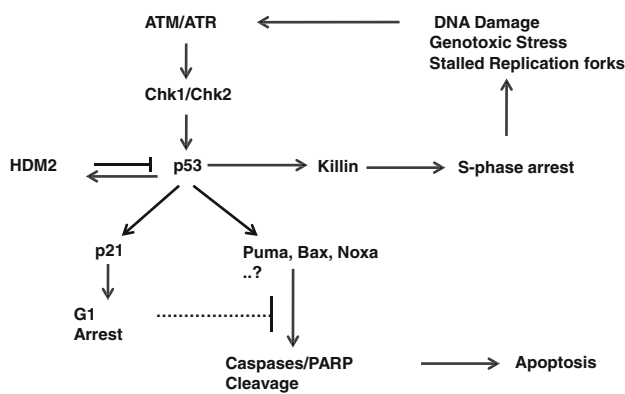 ATM/ATR
DNA Damage
Genotoxic Stress
Stalled Replication forks
Chk1/Chk2
HDM2
p53
Killin
S-phase arrest
p21
Puma, Bax, Noxa
..?
G1
Arrest
Caspases/PARP
Cleavage
Apoptosis